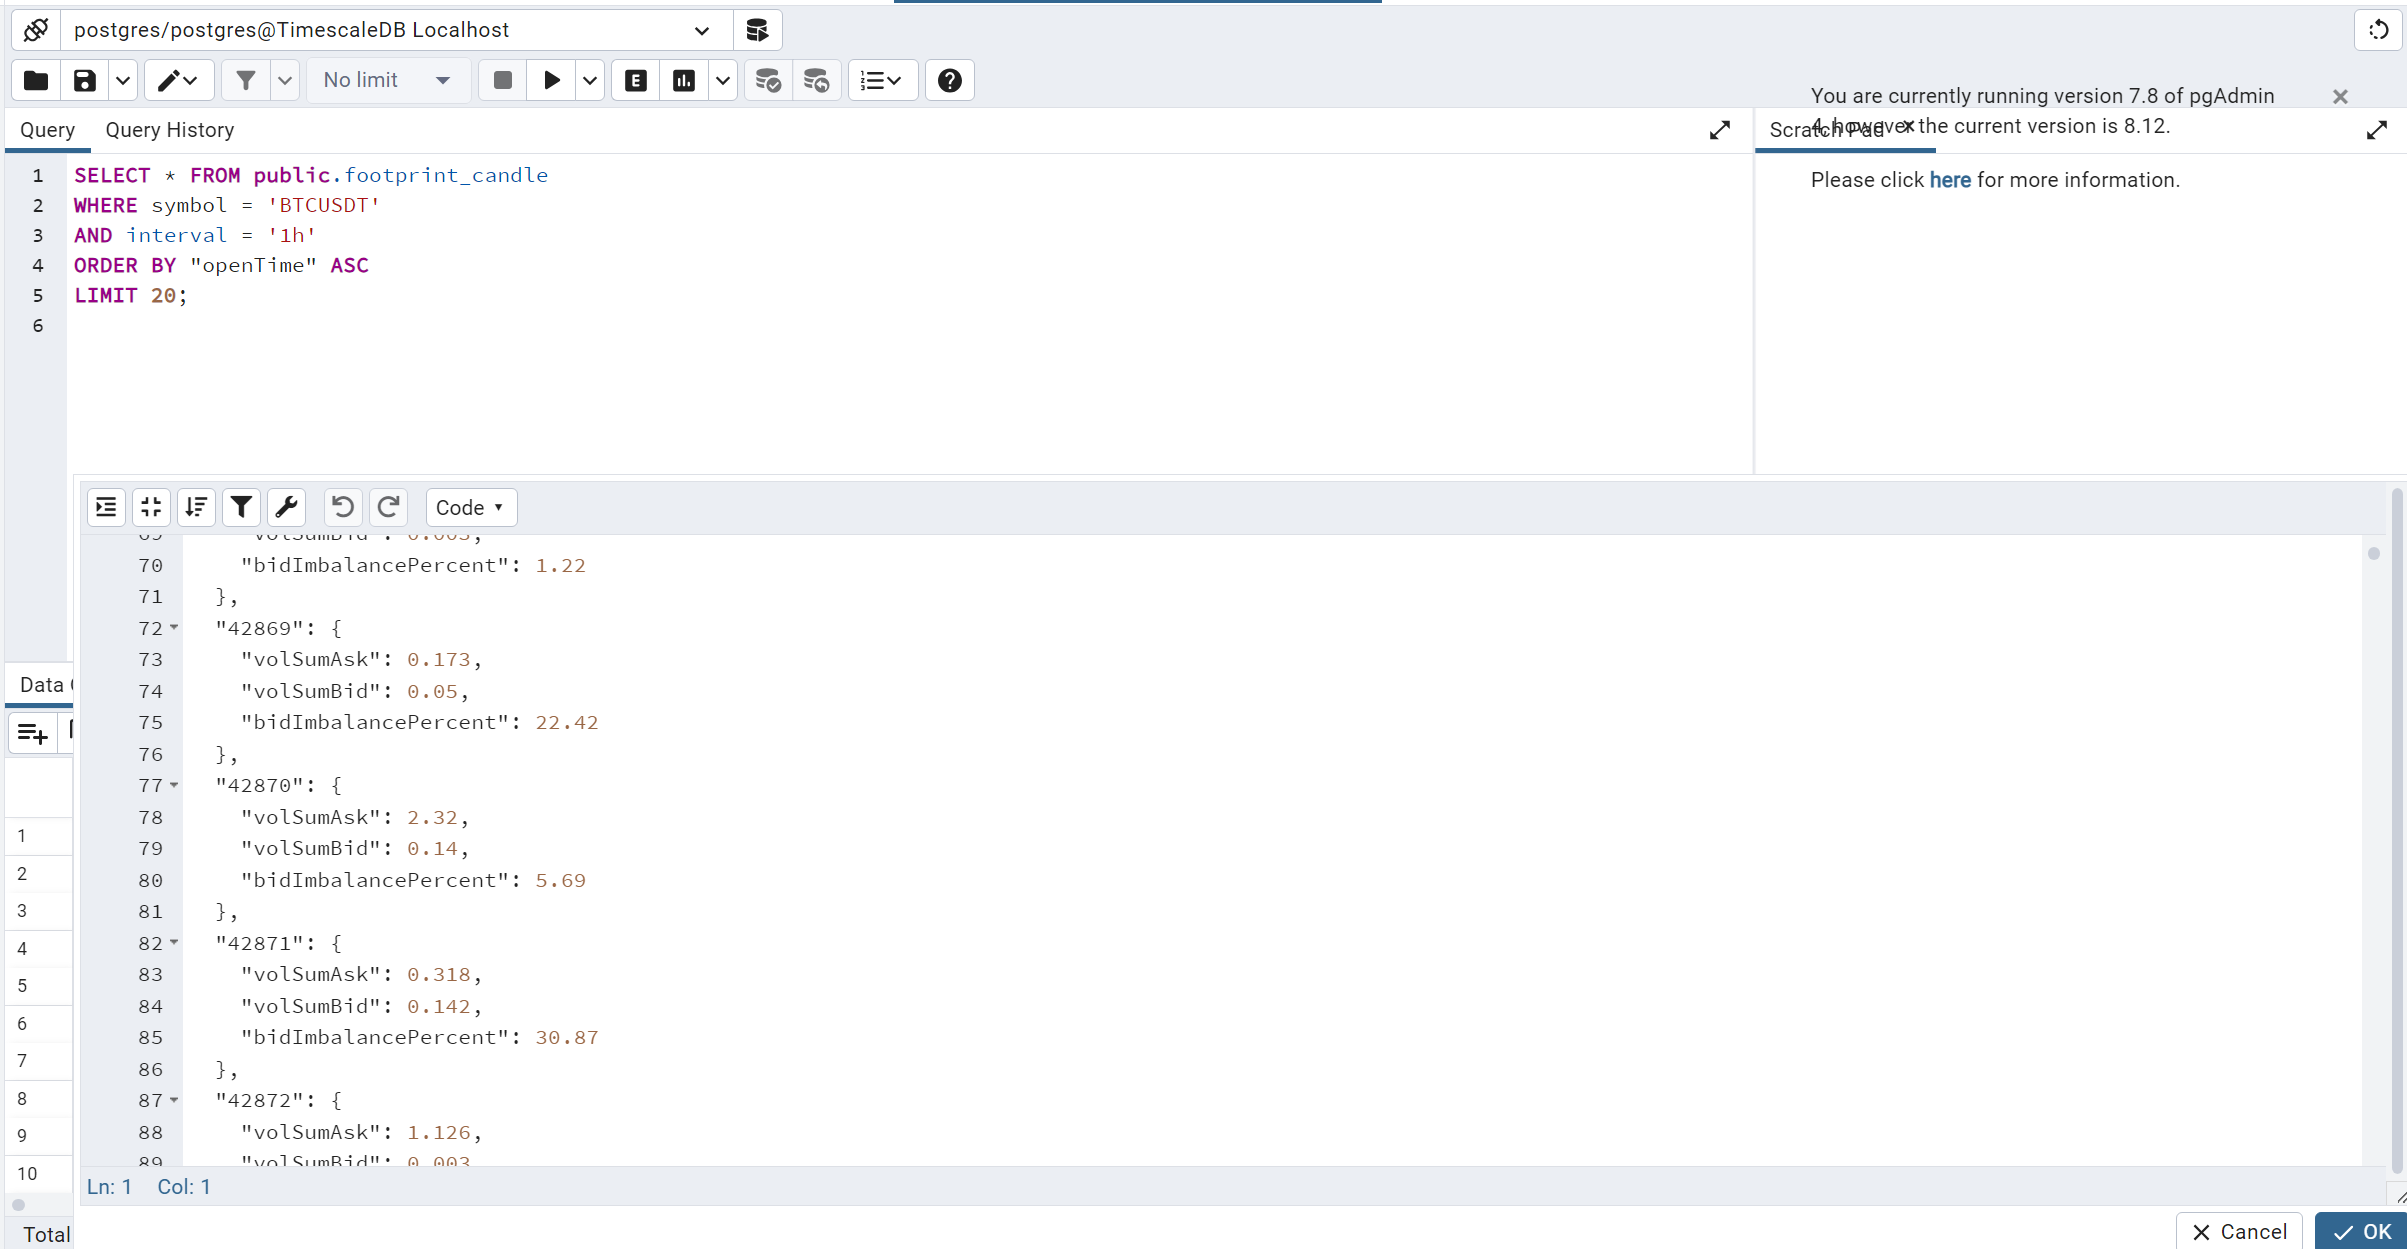 postgres/postgres@TimescaleDB Localhost
No limit
E
You are currently running version 7.8 of pgAdmin
4, however the current version is 8.12.
Please click here for more information.
Query Query History
Scratch Pad
1 SELECT * FROM public.footprint_candle
2 WHERE symbol = 'BTCUSDT'
3 AND interval = '1h'
4 ORDER BY "openTime" ASC
5 LIMIT 20;
6
Code
69 "volSumBid": 0.003,
70 "bidImbalancePercent": 1.22
71 },
72 "42869": {
73 "volSumAsk": 0.173,
74 "volSumBid": 0.05,
75 "bidImbalancePercent": 22.42
76 },
77 "42870": {
78 "volSumAsk": 2.32,
79 "volSumBid": 0.14,
80 "bidImbalancePercent": 5.69
81 },
82 "42871": {
83 "volSumAsk": 0.318,
84 "volSumBid": 0.142,
85 "bidImbalancePercent": 30.87
86 },
87 "42872": {
88 "volSumAsk": 1.126,
89 "volSumBid": 0.003
Ln: 1 Col: 1
Data
1
2
3
4
5
6
7
8
9
10
Total
Cancel
OK